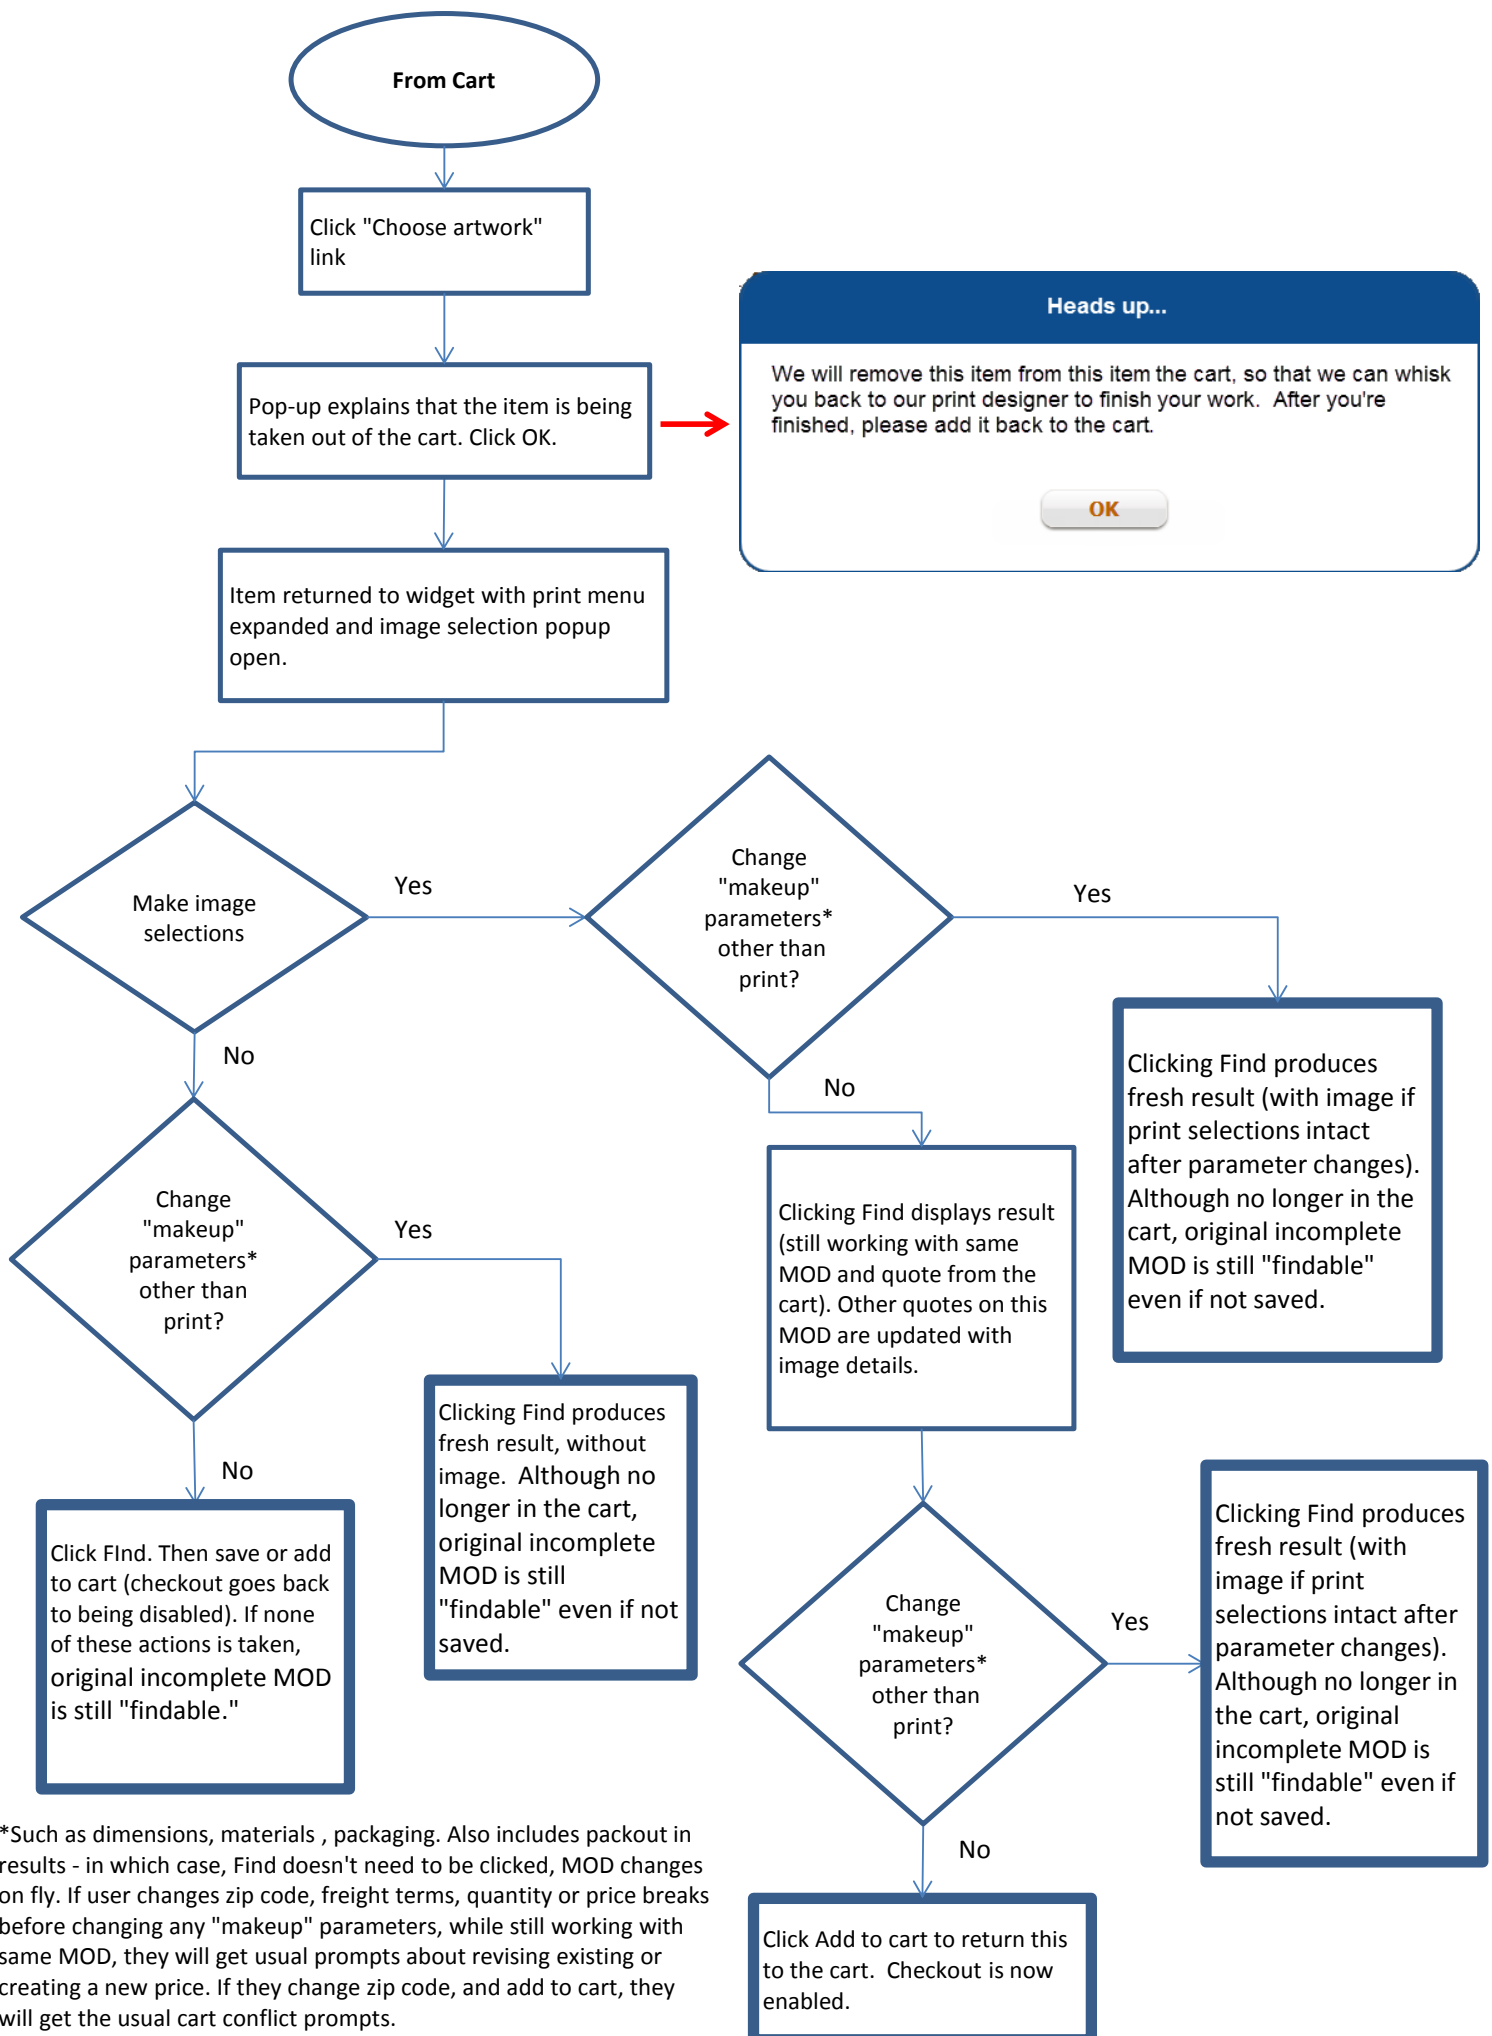 From Cart
Click "Choose artwork"
link
Heads up...
We will remove this item from this item the cart, so that we can whisk
you back to our print designer to finish your work.  After you're
finished, please add it back to the cart.
OK
Pop-up explains that the item is being
taken out of the cart. Click OK.
Item returned to widget with print menu
expanded and image selection popup
open.
Make image
selections
Yes
Change
"makeup"
parameters*
other than
print?
Yes
No
No
Clicking Find produces
fresh result (with image if
print selections intact
after parameter changes).
Although no longer in the
cart, original incomplete
MOD is still "findable"
even if not saved.
Change
"makeup"
parameters*
other than
print?
Yes
Clicking Find displays result
(still working with same
MOD and quote from the
cart). Other quotes on this
MOD are updated with
image details.
Clicking Find produces
fresh result, without
image.  Although no
longer in the cart,
original incomplete
MOD is still
"findable" even if not
saved.
No
Click FInd. Then save or add
to cart (checkout goes back
to being disabled). If none
of these actions is taken,
original incomplete MOD
is still "findable."
Change
"makeup"
parameters*
other than
print?
Yes
Clicking Find produces
fresh result (with
image if print
selections intact after
parameter changes).
Although no longer in
the cart, original
incomplete MOD is
still "findable" even if
not saved.
No
Click Add to cart to return this
to the cart.  Checkout is now
enabled.
*Such as dimensions, materials , packaging. Also includes packout in
results - in which case, Find doesn't need to be clicked, MOD changes
on fly. If user changes zip code, freight terms, quantity or price breaks
before changing any "makeup" parameters, while still working with
same MOD, they will get usual prompts about revising existing or
creating a new price. If they change zip code, and add to cart, they
will get the usual cart conflict prompts.